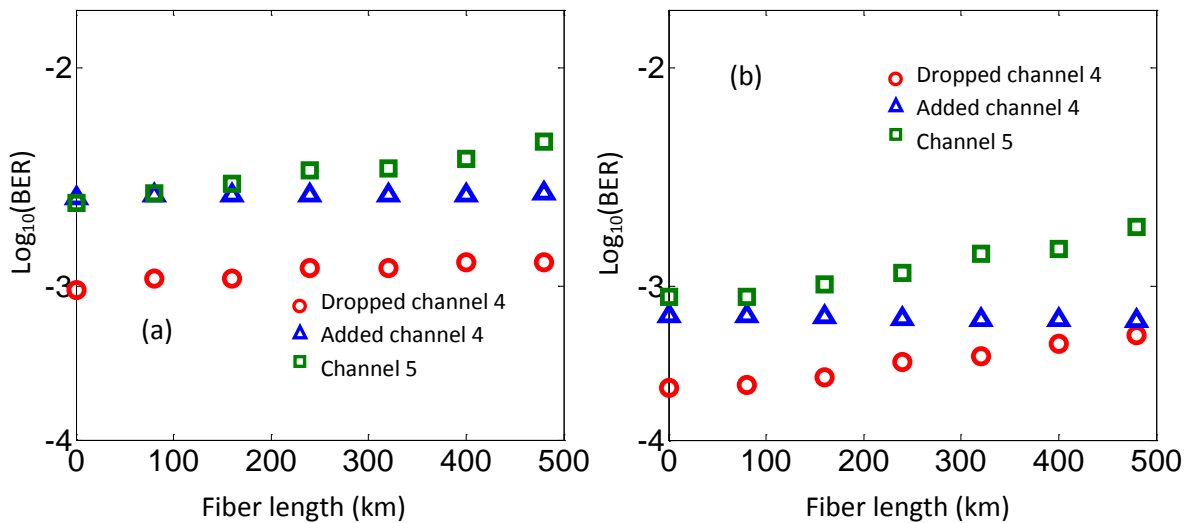 -2
-3
-4
Log10(BER)
Dropped channel 4
Added channel 4
Channel 5
(a)
0 100 200 300 400 500
Fiber length (km)
-2
-3
-4
Log10(BER)
(b)
Dropped channel 4
Added channel 4
Channel 5
0 100 200 300 400 500
Fiber length (km)